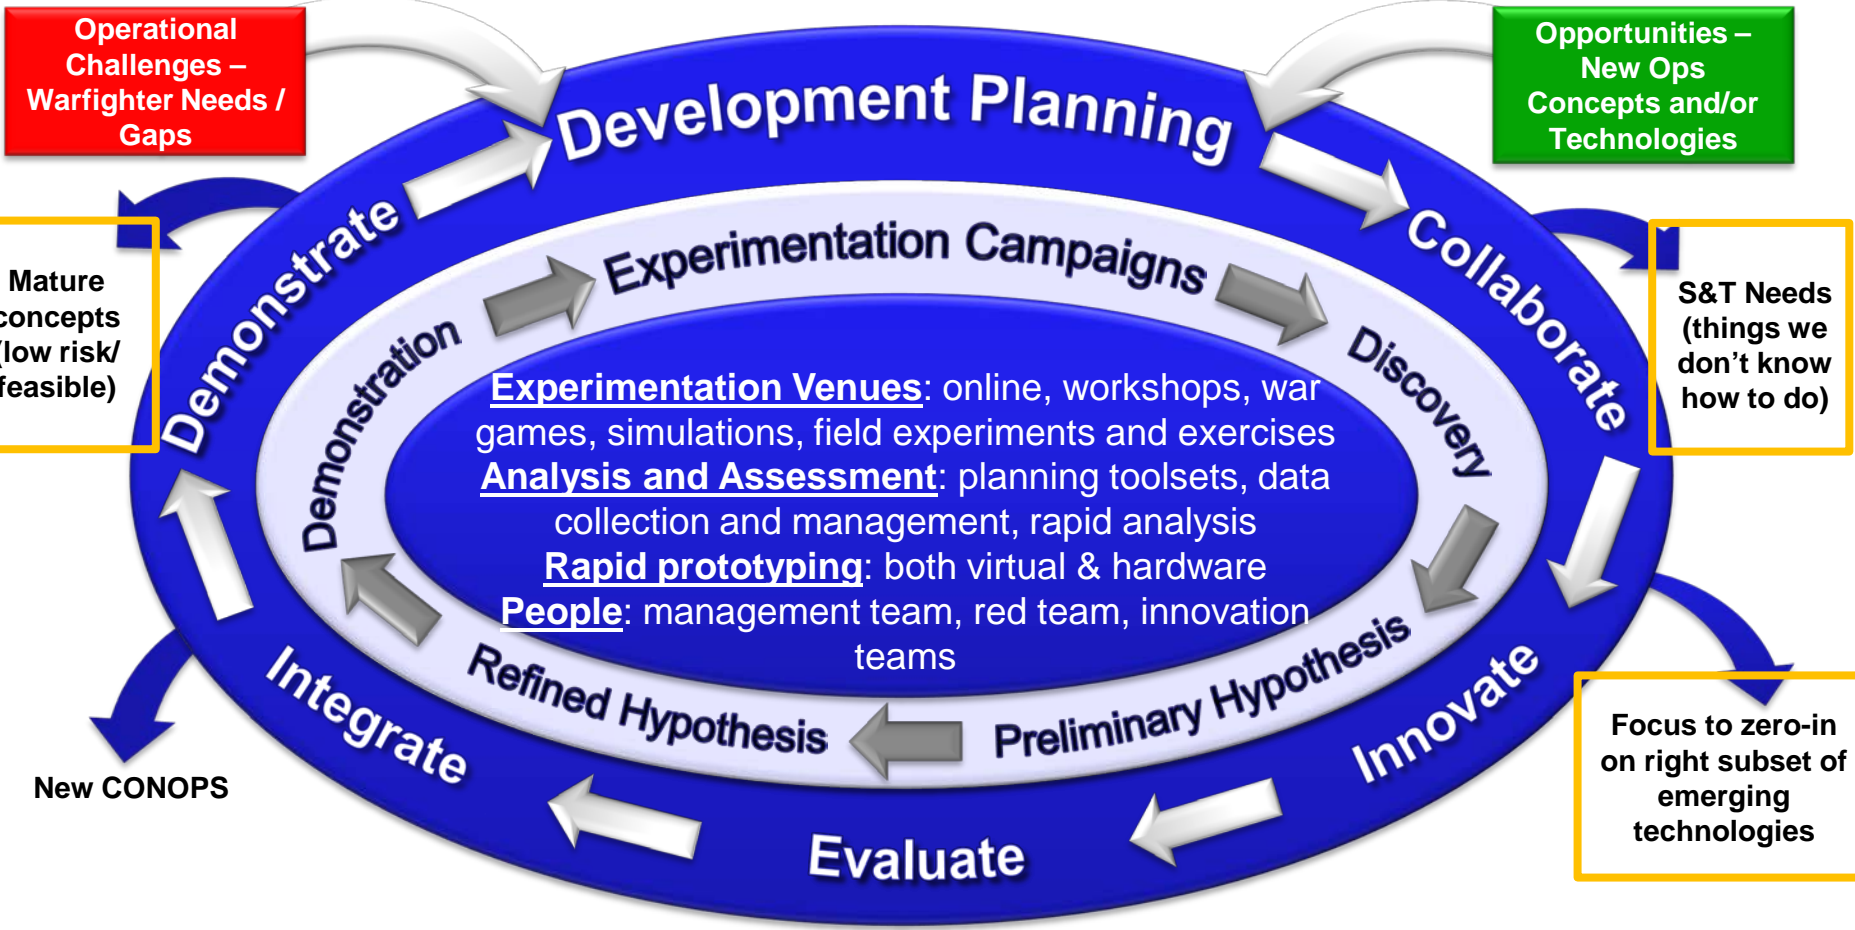 Operational
Challenges –
Warfighter Needs /
Gaps
Opportunities –
New Ops
Concepts and/or
Technologies
Development Planning
Collaborate
Innovate
Evaluate
Integrate
Demonstrate
Experimentation Campaigns
Discovery
Preliminary Hypothesis
Refined Hypothesis
Demonstration
Experimentation Venues: online, workshops, war
games, simulations, field experiments and exercises
Analysis and Assessment: planning toolsets, data
collection and management, rapid analysis
Rapid prototyping: both virtual & hardware
People: management team, red team, innovation
teams
Mature
concepts
(low risk/
feasible)
S&T Needs
(things we
don’t know
how to do)
New CONOPS
Focus to zero-in
on right subset of
emerging
technologies